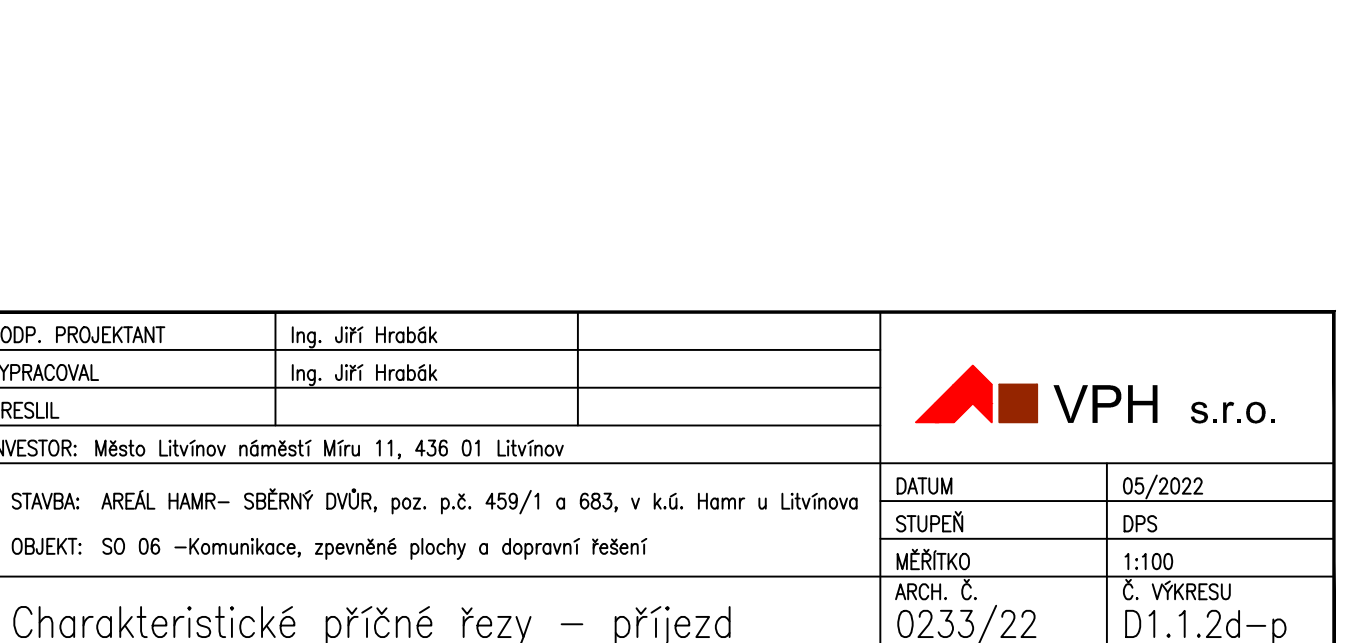 ODP. PROJEKTANT Ing. Jiří Hrabák
YPRACOVAL Ing. Jiří Hrabák
RESLIL
VPH s.r.o.
NVESTOR: Město Litvínov náměstí Míru 11, 436 01 Litvínov
STAVBA: AREÁL HAMR– SBĚRNÝ DVŮR, poz. p.č. 459/1 a 683, v k.ú. Hamr u Litvínova
OBJEKT: SO 06 –Komunikace, zpevněné plochy a dopravní řešení
DATUM 05/2022
STUPEŇ DPS
MĚŘÍTKO 1:100
ARCH. Č. Č. VÝKRESU
Charakteristické příčné řezy – příjezd 0233/22 D1.1.2d–p